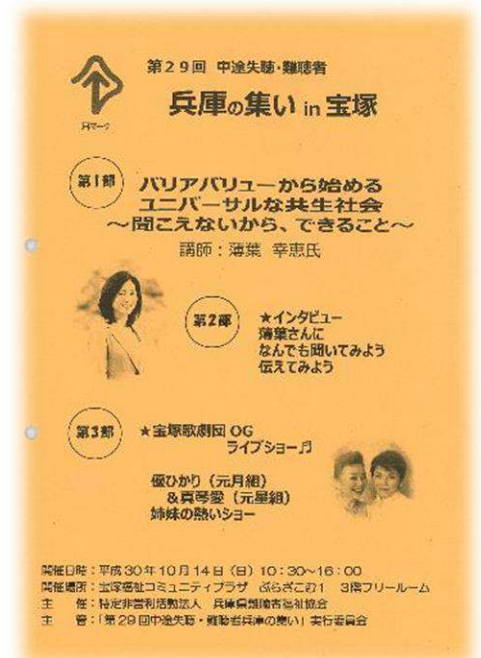 第29回 中途失聴・難聴者
兵庫の集い in 宝塚
耳マーク
第1部
バリアバリューから始める
ユニバーサルな共生社会
～聞こえないから、できること～
講師：薄葉 幸恵氏
第2部
★インタビュー
薄葉さんに
なんでも聞いてみよう
伝えてみよう
第3部
★宝塚歌劇団 OG
ライブショー♬
優ひかり（元月組）
＆真琴愛（元星組）
姉妹の熱いショー
開催日時：平成30年10月14日（日）10：30～16：00
開催場所：宝塚福祉コミュニティプラザ ぷらざこむ1 3階フリールーム
主 催：特定非営利活動法人 兵庫県難聴者福祉協会
主 管：「第29回中途失聴・難聴者兵庫の集い」実行委員会